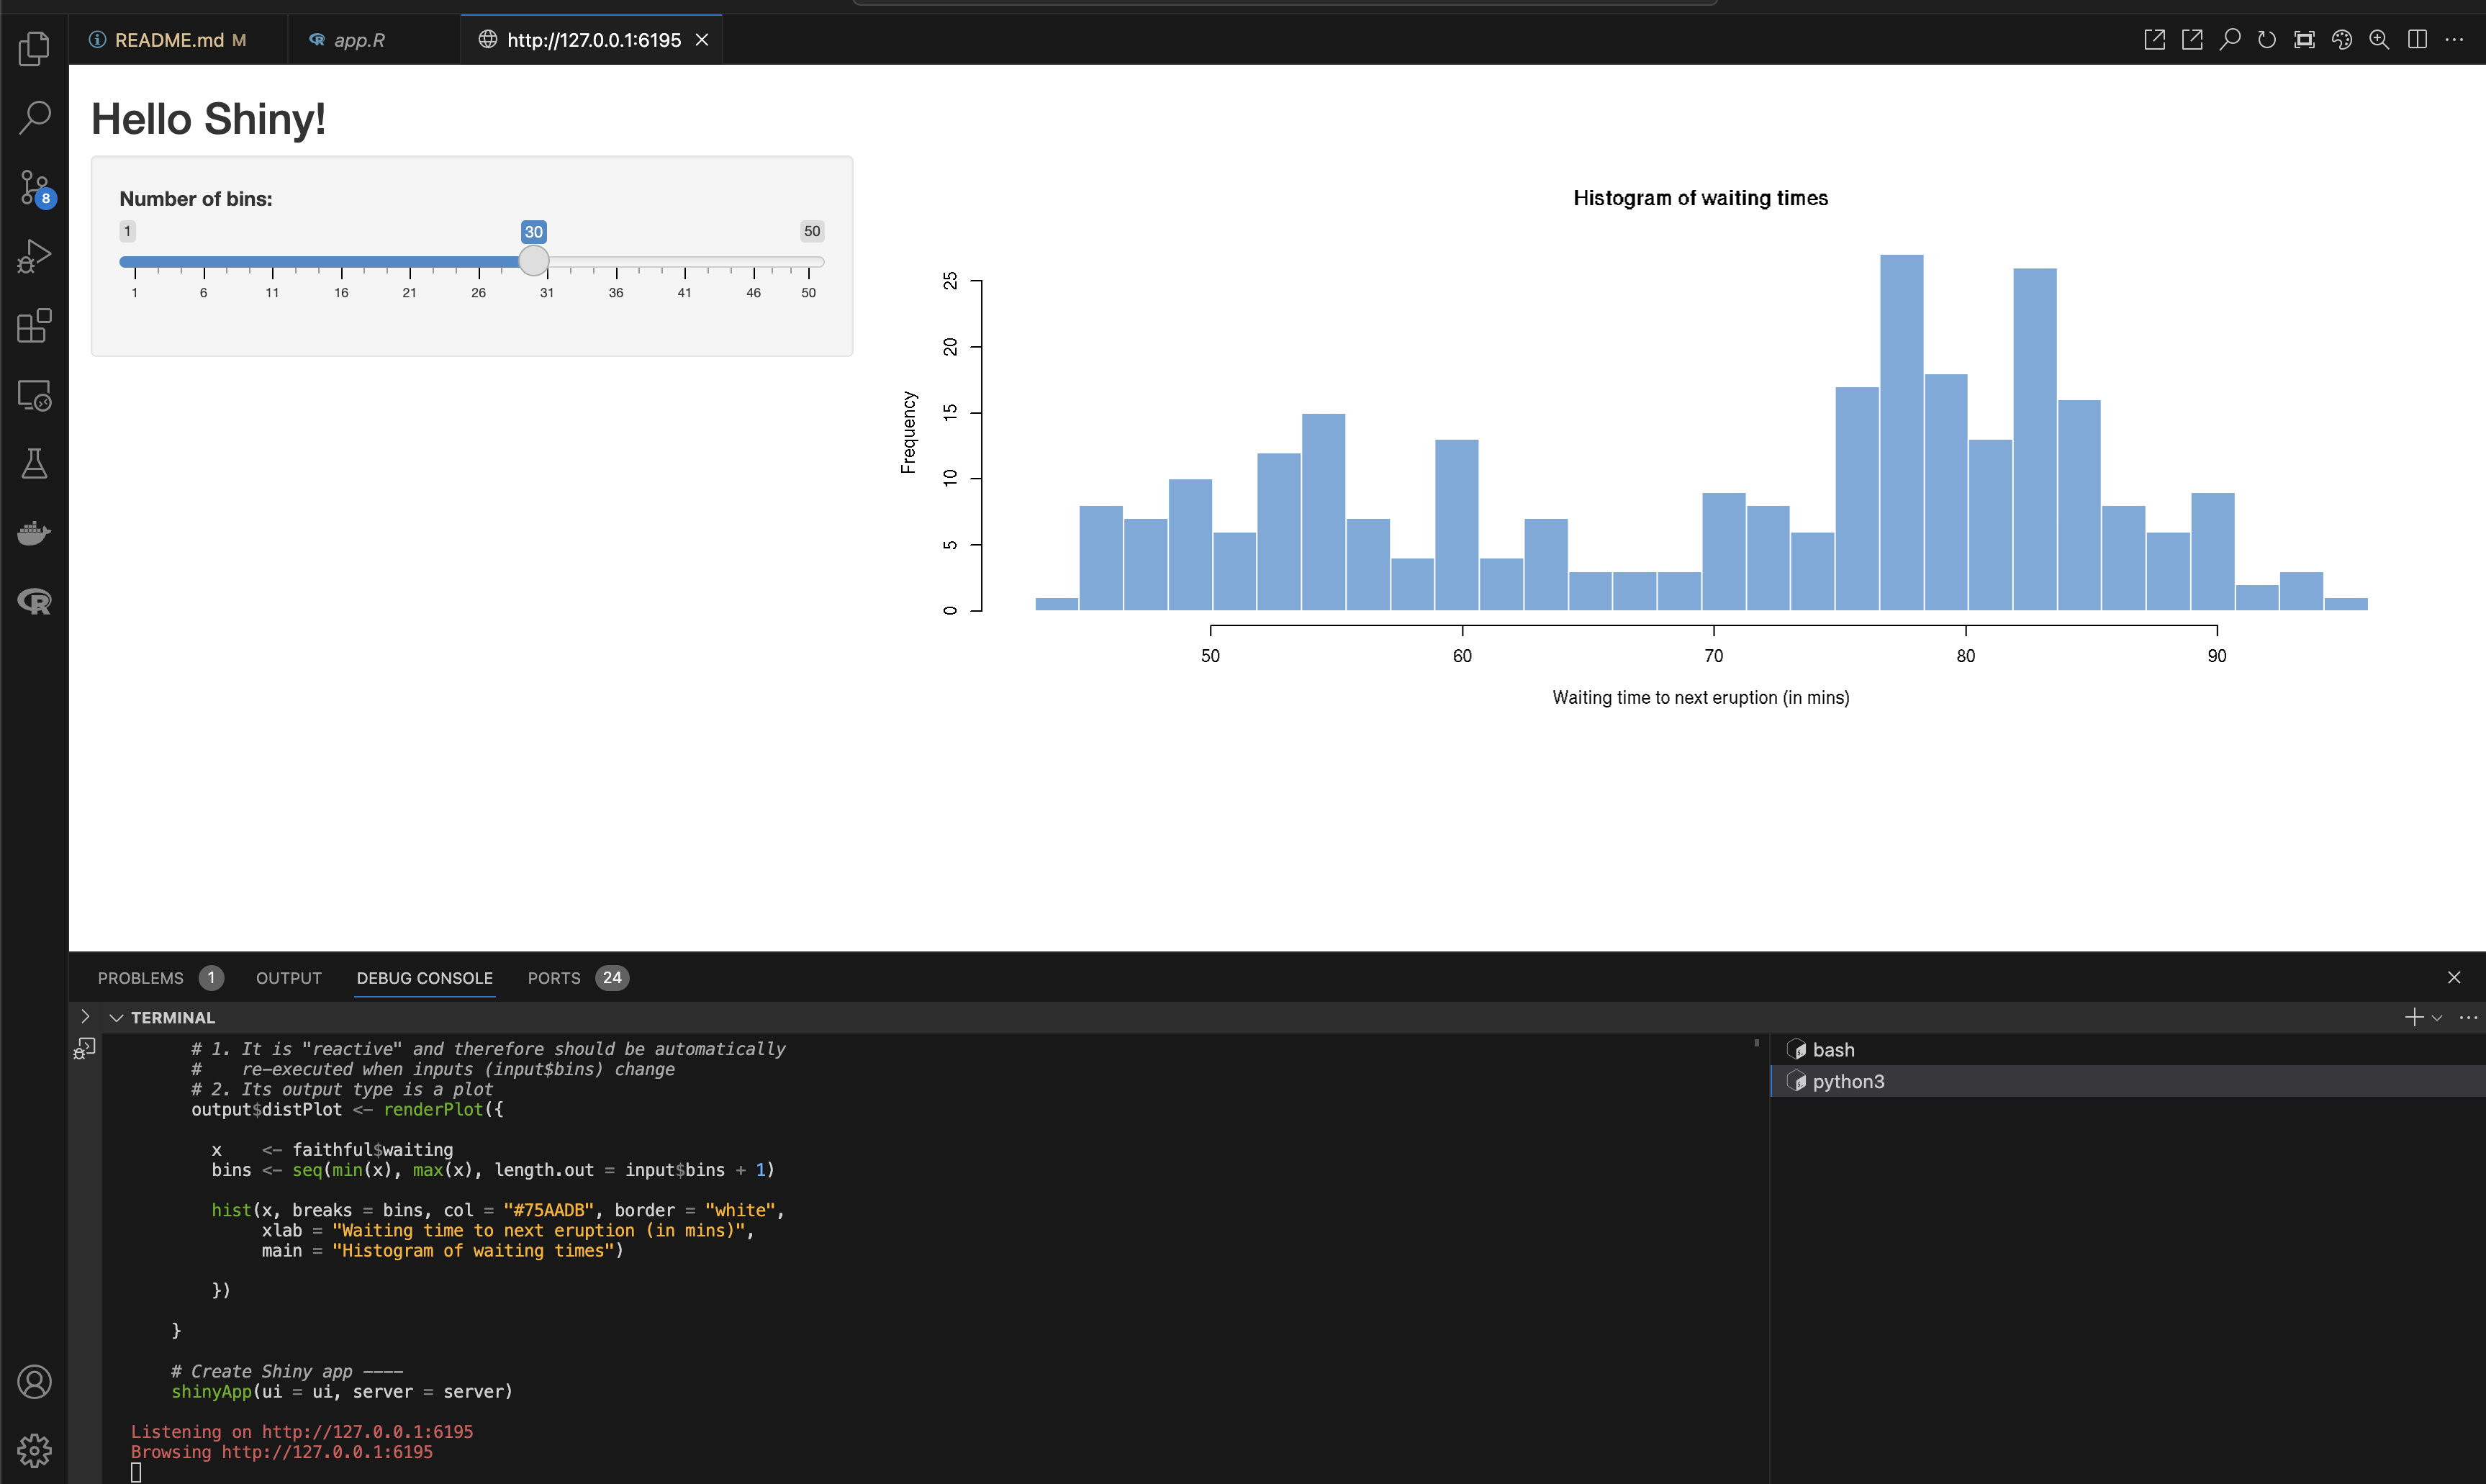 README.md M
app.R
http://127.0.0.1:6195
8
Hello Shiny!
Number of bins:
1 30 50
1 6 11 16 21 26 31 36 41 46 50
Histogram of waiting times
Frequency
0 5 10 15 20 25
50 60 70 80 90
Waiting time to next eruption (in mins)
PROBLEMS 1 OUTPUT DEBUG CONSOLE PORTS 24
TERMINAL
# 1. It is "reactive" and therefore should be automatically
#    re-executed when inputs (input$bins) change
# 2. Its output type is a plot
output$distPlot <- renderPlot({
x    <- faithful$waiting
bins <- seq(min(x), max(x), length.out = input$bins + 1)
hist(x, breaks = bins, col = "#75AADB", border = "white",
xlab = "Waiting time to next eruption (in mins)",
main = "Histogram of waiting times")
})
}
# Create Shiny app ----
shinyApp(ui = ui, server = server)
Listening on http://127.0.0.1:6195
Browsing http://127.0.0.1:6195
bash
python3